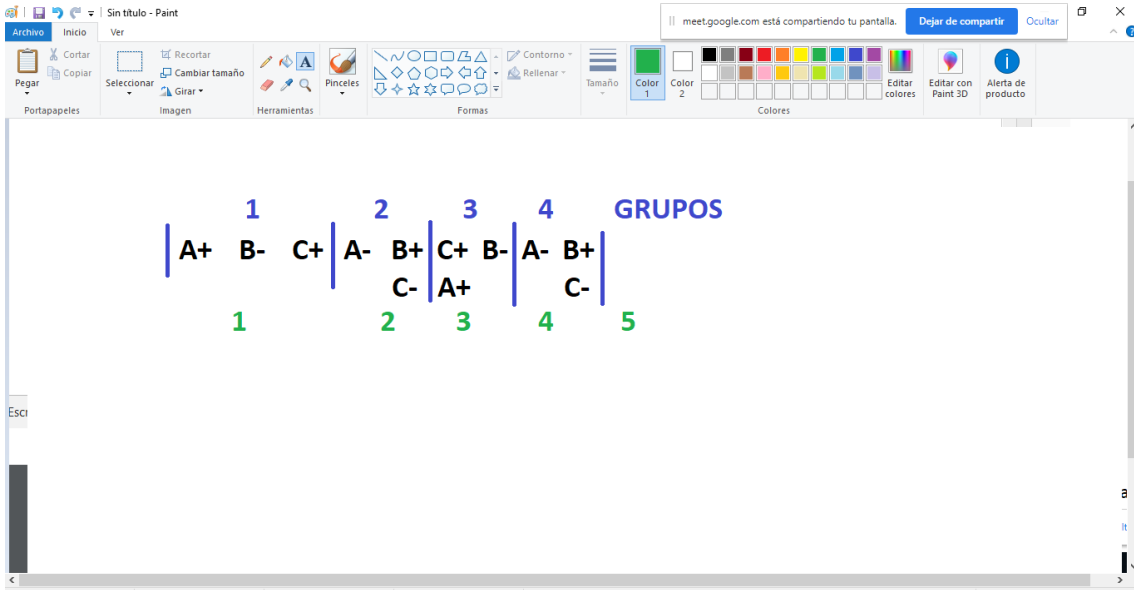 Sin título - Paint
meet.google.com está compartiendo tu pantalla. Dejar de compartir Ocultar
Archivo Inicio Ver
Pegar
Cortar
Copiar
Portapapeles
Seleccionar
Recortar
Cambiar tamaño
Girar
Imagen
A
Herramientas
Pinceles
Contorno
Rellenar
Formas
Tamaño
Color 1
Color 2
Editar colores
Colores
Editar con Paint 3D
Alerta de producto
1 2 3 4 GRUPOS
A+ B- C+ A- B+ C+ B- A- B+
C- A+ C-
1 2 3 4 5
Escr